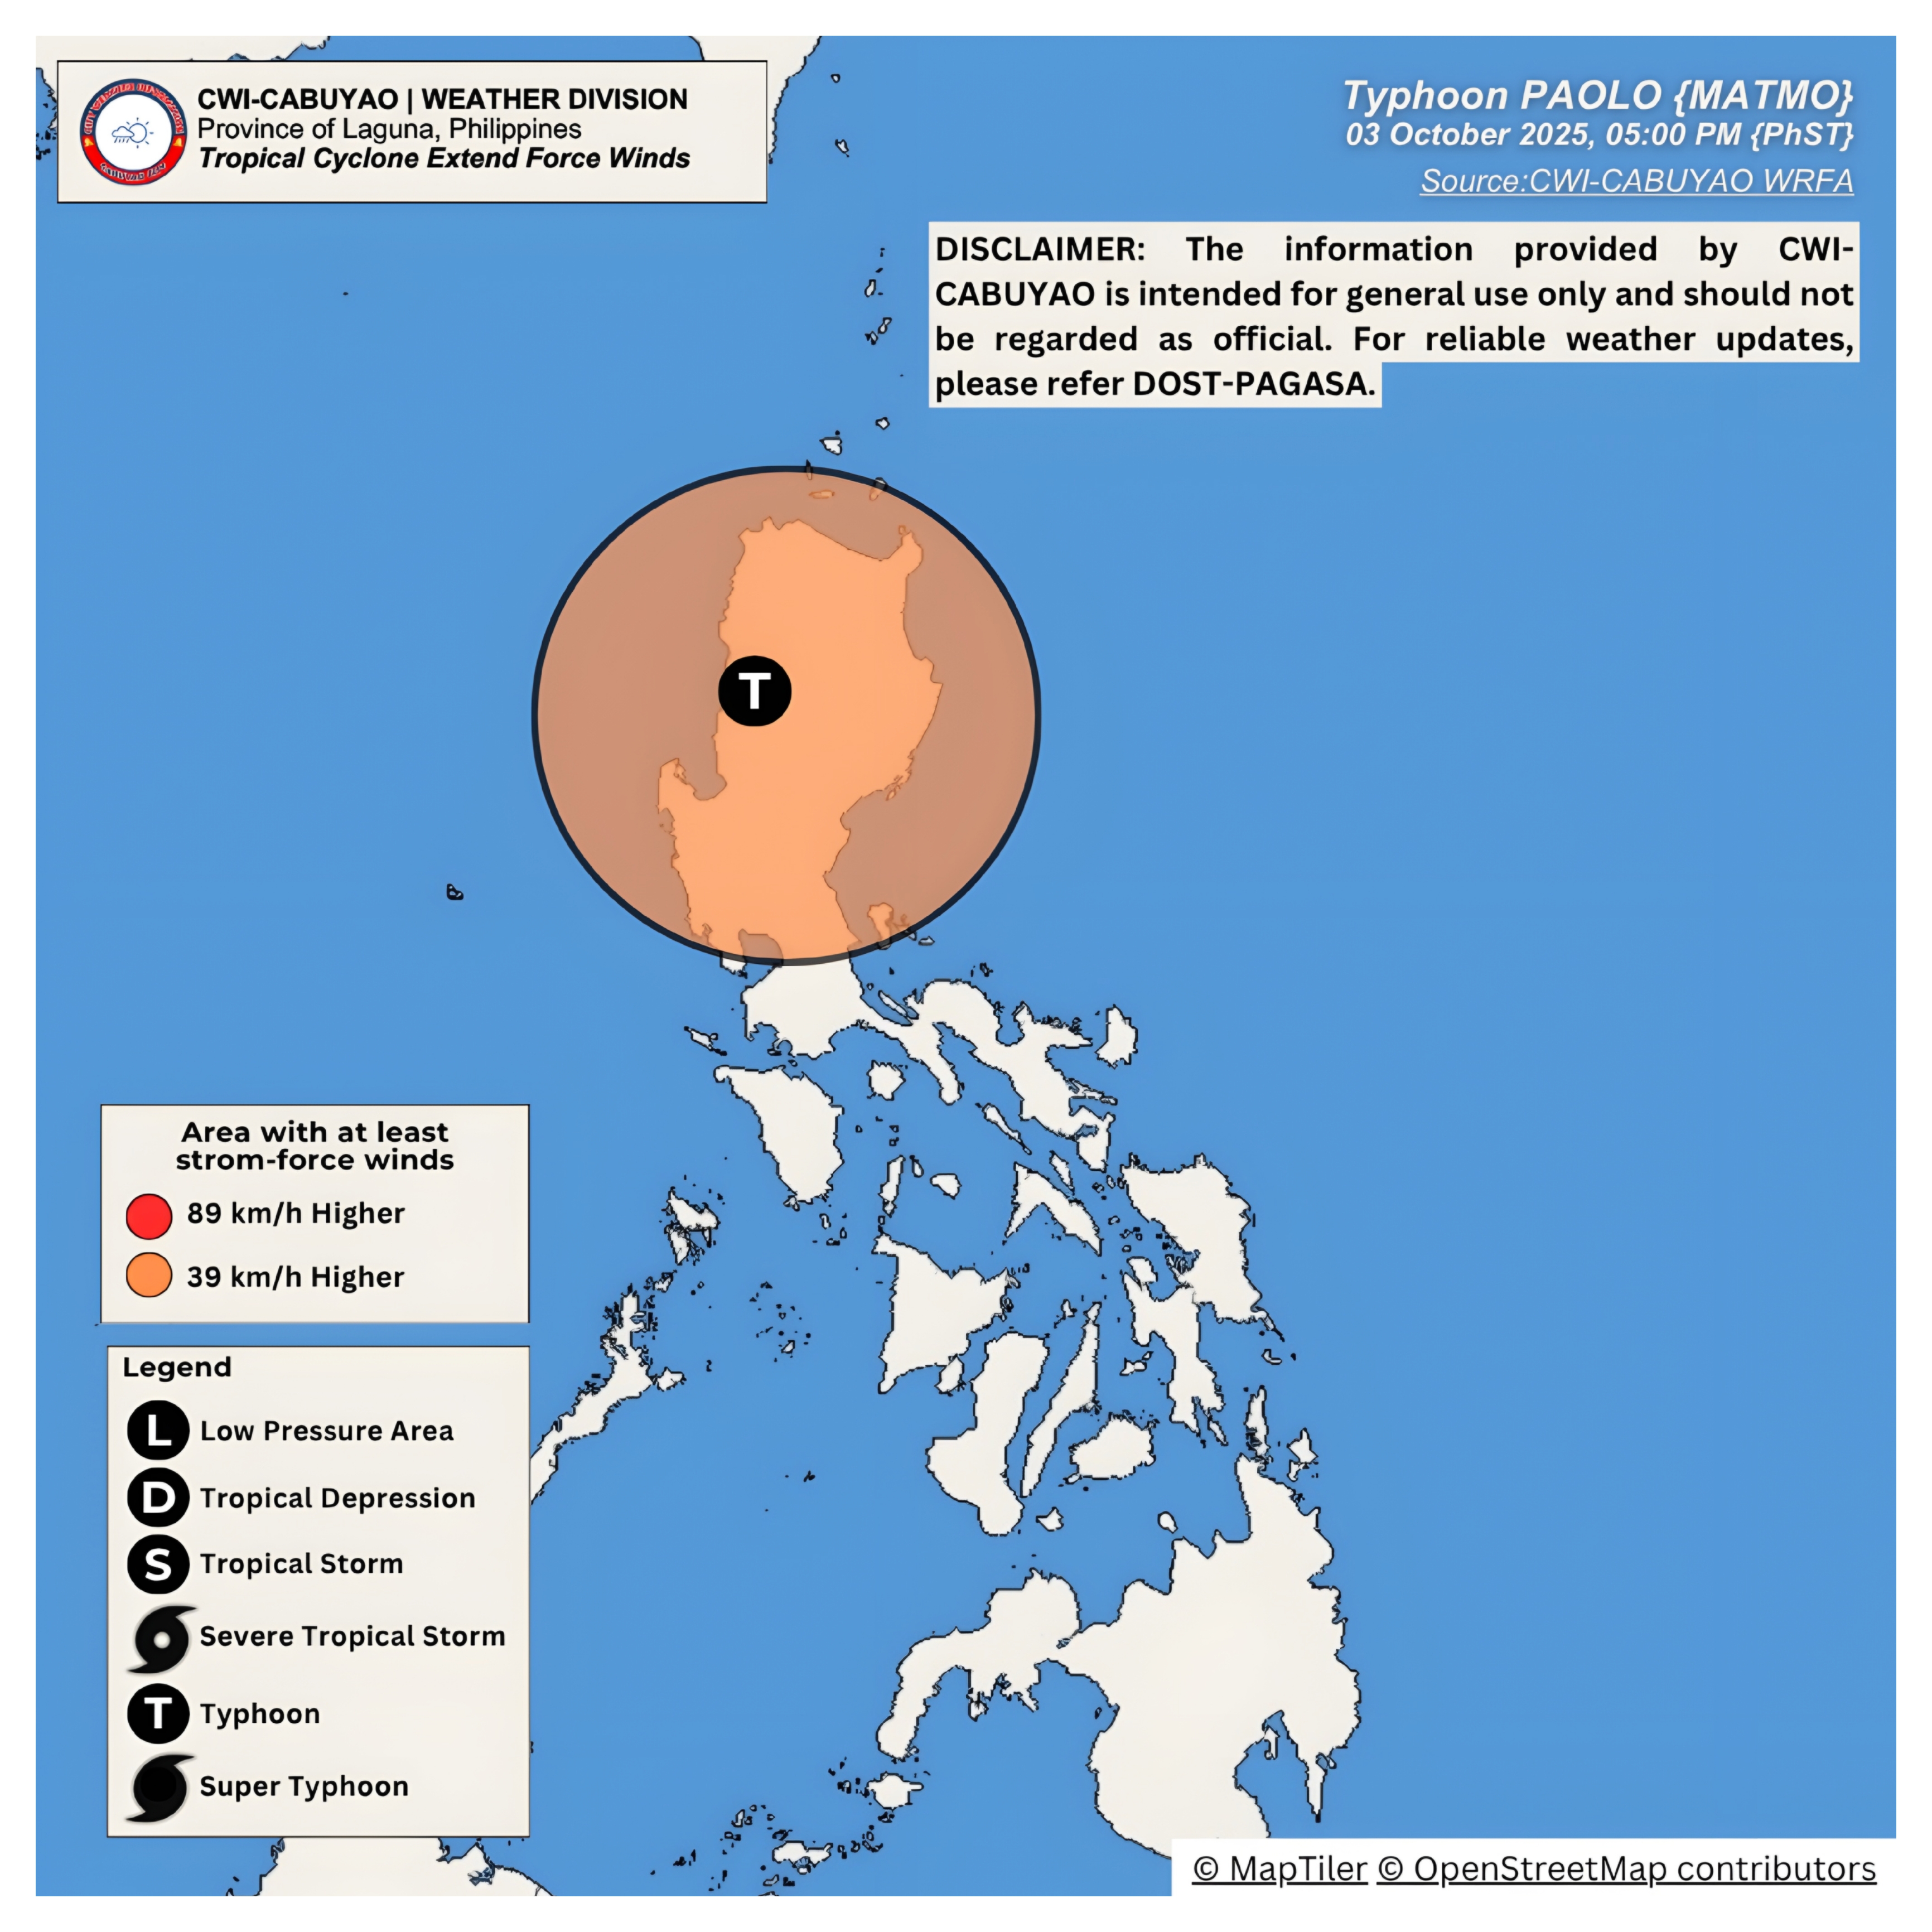 CWI-CABUYAO | WEATHER DIVISION
Province of Laguna, Philippines
Tropical Cyclone Extend Force Winds
Typhoon PAOLO {MATMO}
03 October 2025, 05:00 PM {PhST}
Source:CWI-CABUYAO WRFA
DISCLAIMER: The information provided by CWI-
CABUYAO is intended for general use only and should not
be regarded as official. For reliable weather updates,
please refer DOST-PAGASA.
T
Area with at least
strom-force winds
89 km/h Higher
39 km/h Higher
Legend
L Low Pressure Area
D Tropical Depression
S Tropical Storm
Severe Tropical Storm
T Typhoon
Super Typhoon
© MapTiler © OpenStreetMap contributors